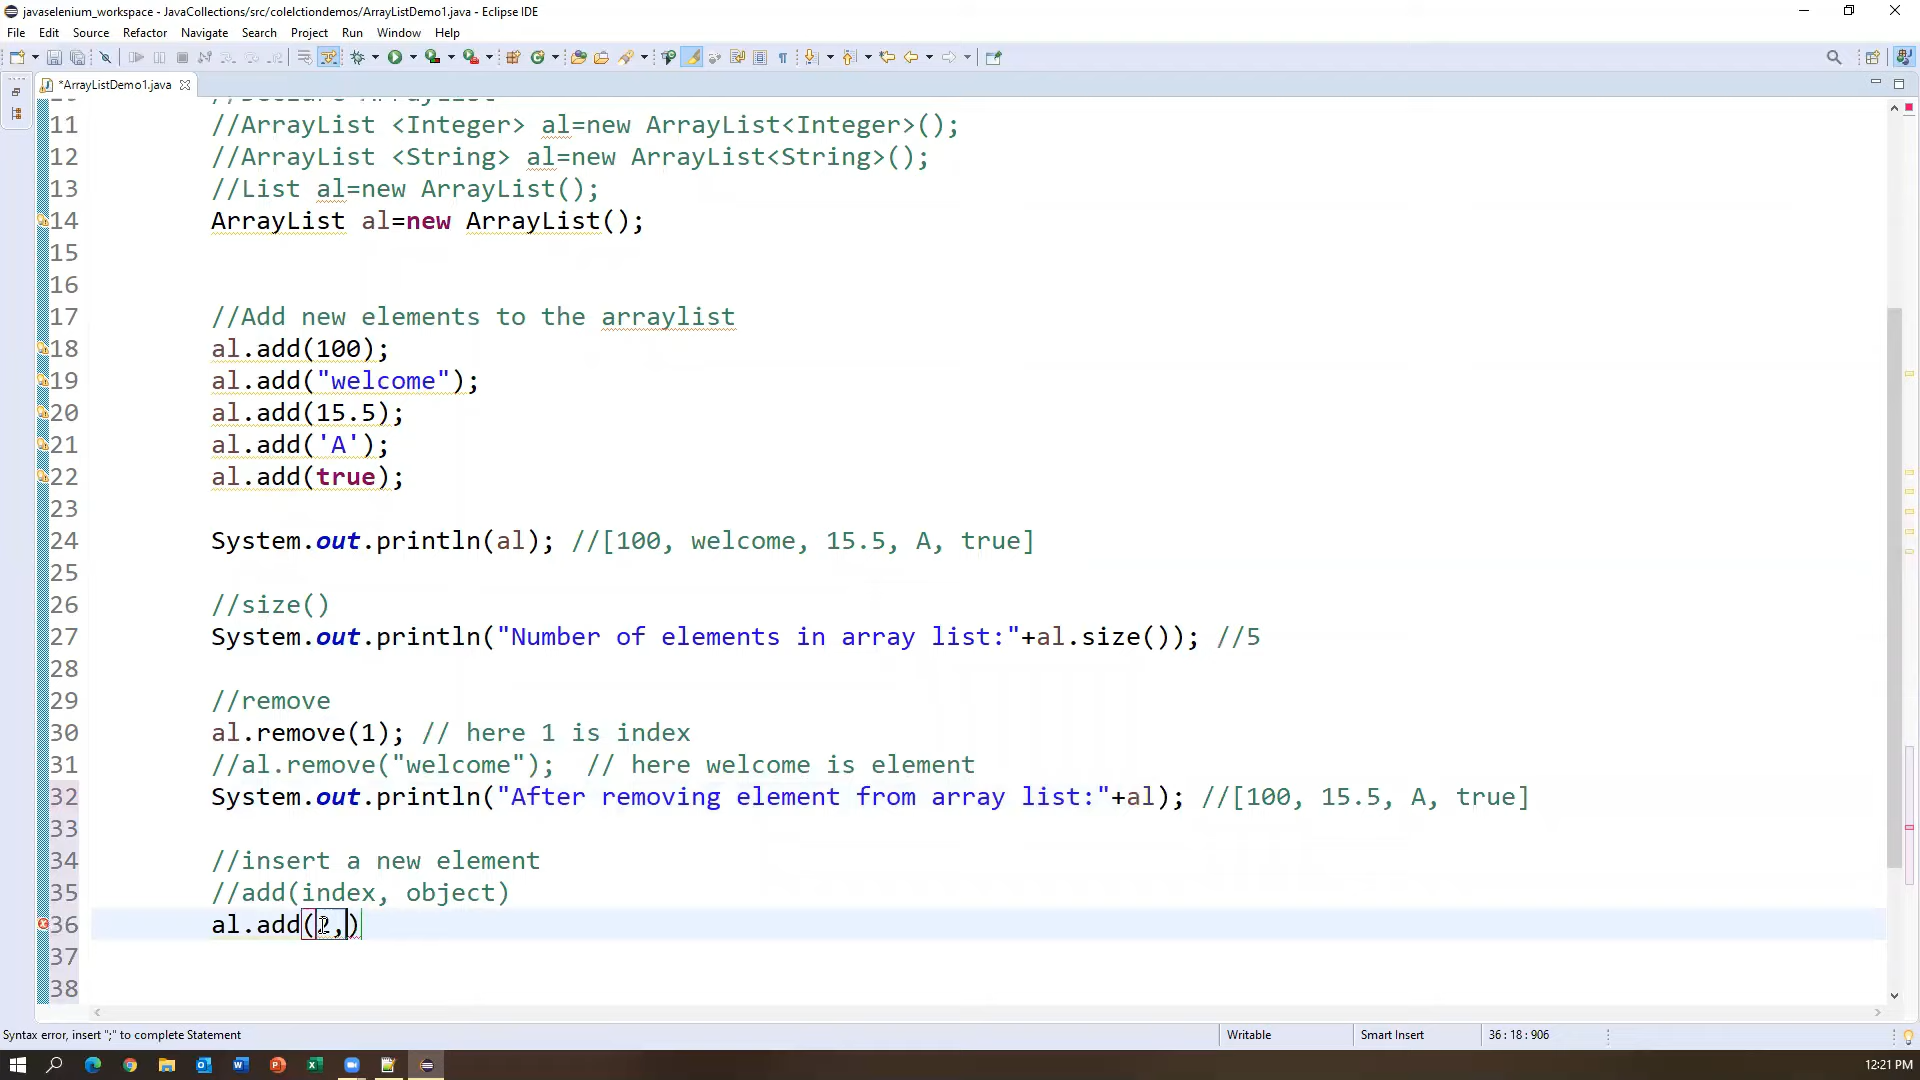 javaselenium_workspace - JavaCollections/src/colelctiondemos/ArrayListDemo1.java - Eclipse IDE
File Edit Source Refactor Navigate Search Project Run Window Help
*ArrayListDemo1.java
11 //ArrayList <Integer> al=new ArrayList<Integer>();
12 //ArrayList <String> al=new ArrayList<String>();
13 //List al=new ArrayList();
14 ArrayList al=new ArrayList();
15
16
17 //Add new elements to the arraylist
18 al.add(100);
19 al.add("welcome");
20 al.add(15.5);
21 al.add('A');
22 al.add(true);
23
24 System.out.println(al); //[100, welcome, 15.5, A, true]
25
26 //size()
27 System.out.println("Number of elements in array list:"+al.size()); //5
28
29 //remove
30 al.remove(1); // here 1 is index
31 //al.remove("welcome"); // here welcome is element
32 System.out.println("After removing element from array list:"+al); //[100, 15.5, A, true]
33
34 //insert a new element
35 //add(index, object)
36 al.add(2,)
37
38
Syntax error, insert ";" to complete Statement Writable Smart Insert 36 : 18 : 906
12:21 PM